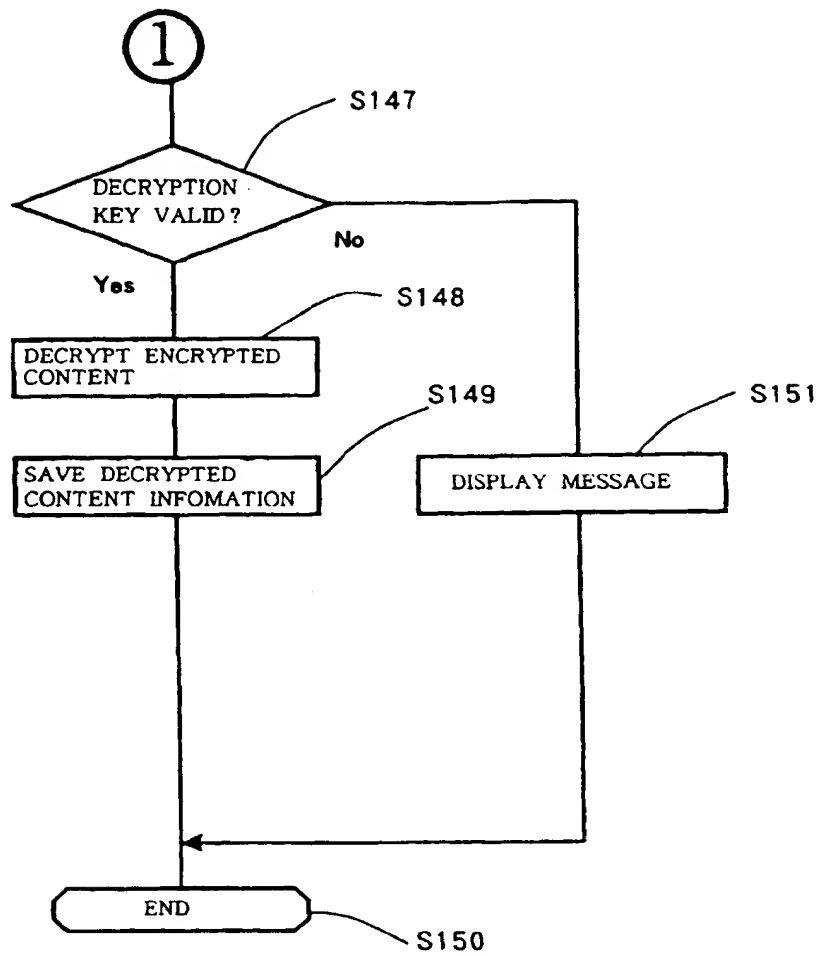 1
S147
DECRYPTION
KEY VALID?
No
Yes
S148
DECRYPT ENCRYPTED
CONTENT
S149
S151
SAVE DECRYPTED
CONTENT INFOMATION
DISPLAY MESSAGE
END
S150